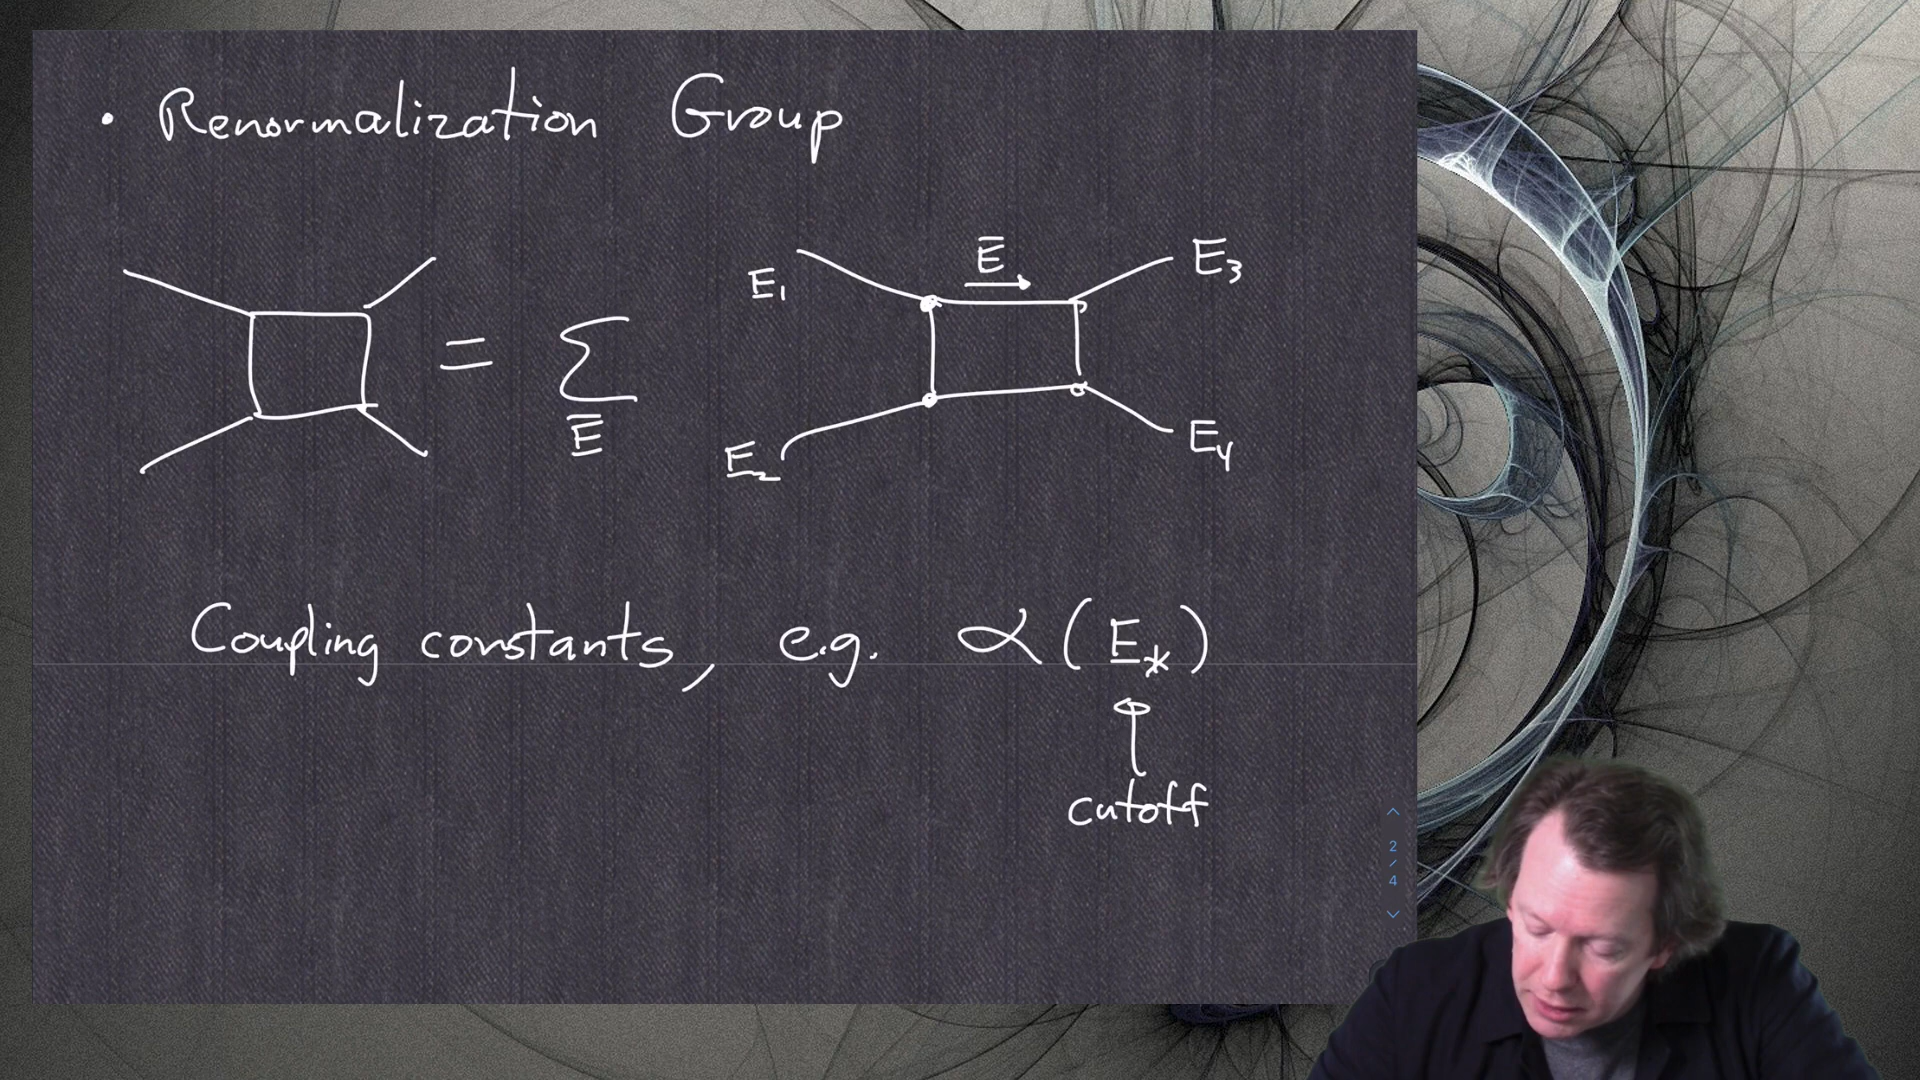 • Renormalization Group
E E₃
E₁
= Σ
E
E₂ E₄
Coupling constants, e.g. α(E*)
cutoff
2
/
4